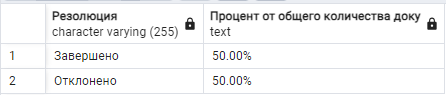 Резолюция
character varying (255)
Процент от общего количества доку
text
1 Завершено 50.00%
2 Отклонено 50.00%